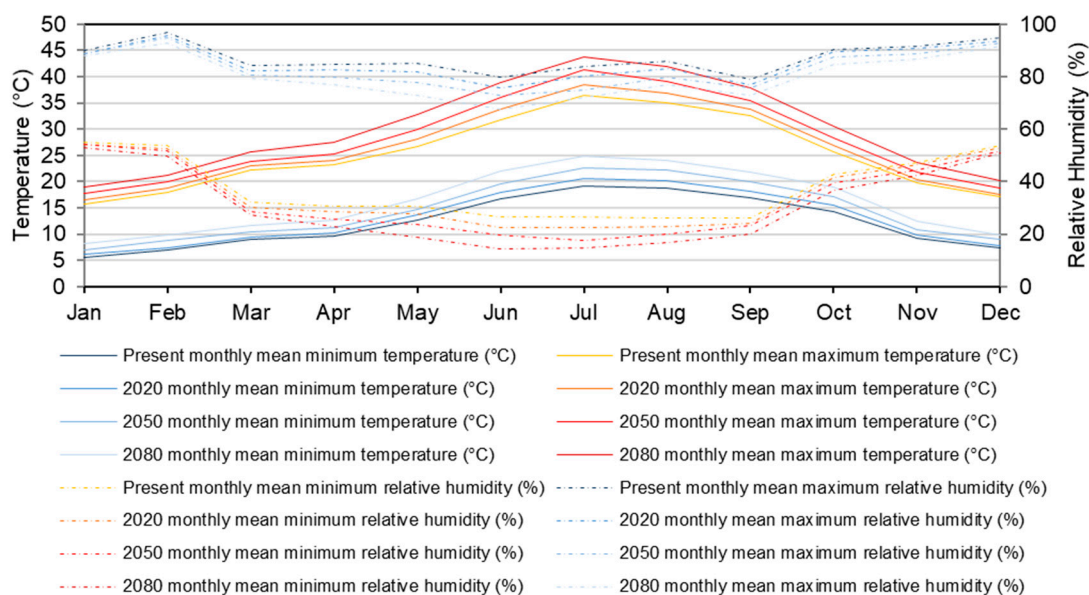 50 100
45
40 80
35
30 60
25
20 40
15
10 20
5
0 0
Temperature (°C)
Relative Hhumidity (%)
Jan Feb Mar Apr May Jun Jul Aug Sep Oct Nov Dec
Present monthly mean minimum temperature (°C) Present monthly mean maximum temperature (°C)
2020 monthly mean minimum temperature (°C) 2020 monthly mean maximum temperature (°C)
2050 monthly mean minimum temperature (°C) 2050 monthly mean maximum temperature (°C)
2080 monthly mean minimum temperature (°C) 2080 monthly mean maximum temperature (°C)
Present monthly mean minimum relative humidity (%) Present monthly mean maximum relative humidity (%)
2020 monthly mean minimum relative humidity (%) 2020 monthly mean maximum relative humidity (%)
2050 monthly mean minimum relative humidity (%) 2050 monthly mean maximum relative humidity (%)
2080 monthly mean minimum relative humidity (%) 2080 monthly mean maximum relative humidity (%)